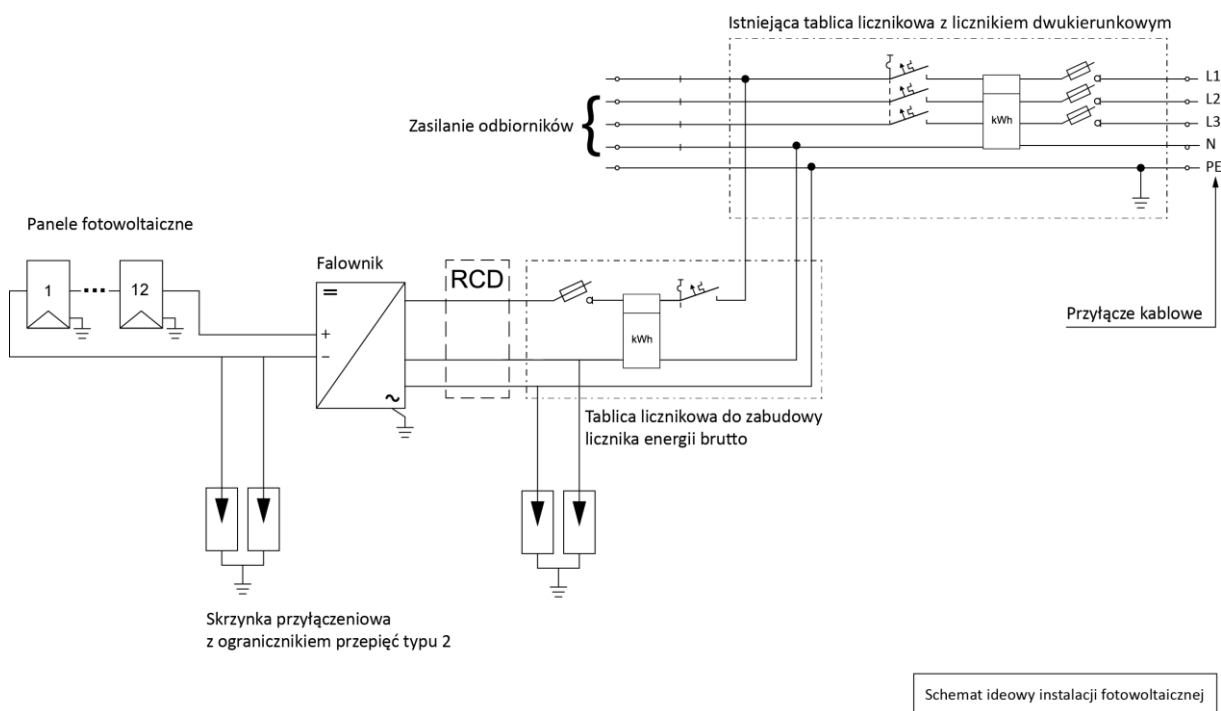 Istniejąca tablica licznikowa z licznikiem dwukierunkowym
L1
L2
Zasilanie odbiorników
kWh
L3
N
PE
Panele fotowoltaiczne
Falownik
RCD
1
12
Przyłącze kablowe
kWh
Tablica licznikowa do zabudowy
licznika energii brutto
Skrzynka przyłączeniowa
z ogranicznikiem przepięć typu 2
Schemat ideowy instalacji fotowoltaicznej